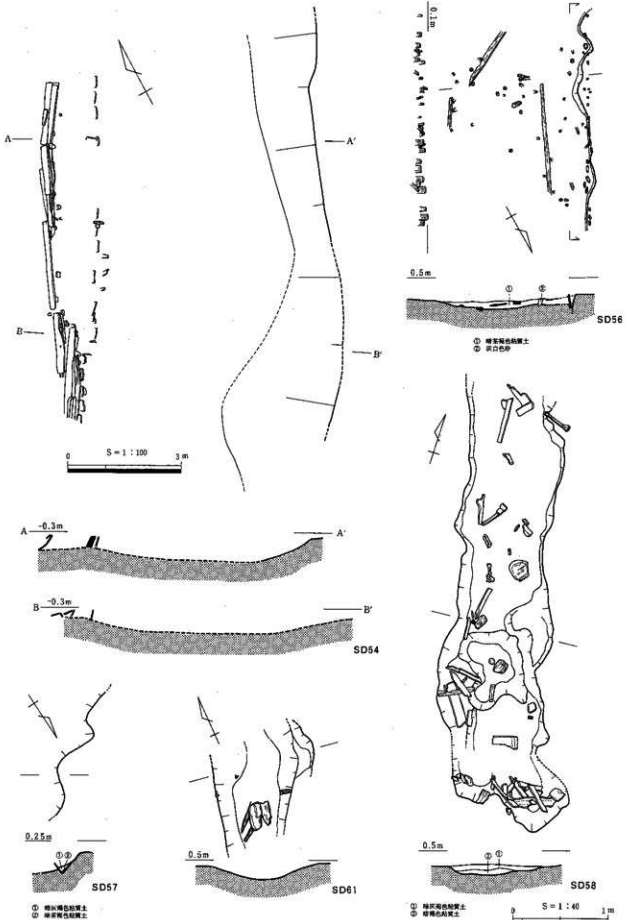 A
A'
B
B'
S = 1 : 100
0
3 m
A
-0.3m
A'
B
-0.3m
B'
SD54
0.1m
0.5m
①
②
SD56
① 暗茶褐色粘質土
② 灰白色砂
0.25m
①②
SD57
① 暗灰褐色粘質土
② 暗茶褐色粘質土
0.5m
SD61
0.5m
②
①
SD58
① 暗灰褐色粘質土
② 暗褐色粘質土
S = 1 : 40
0
1m